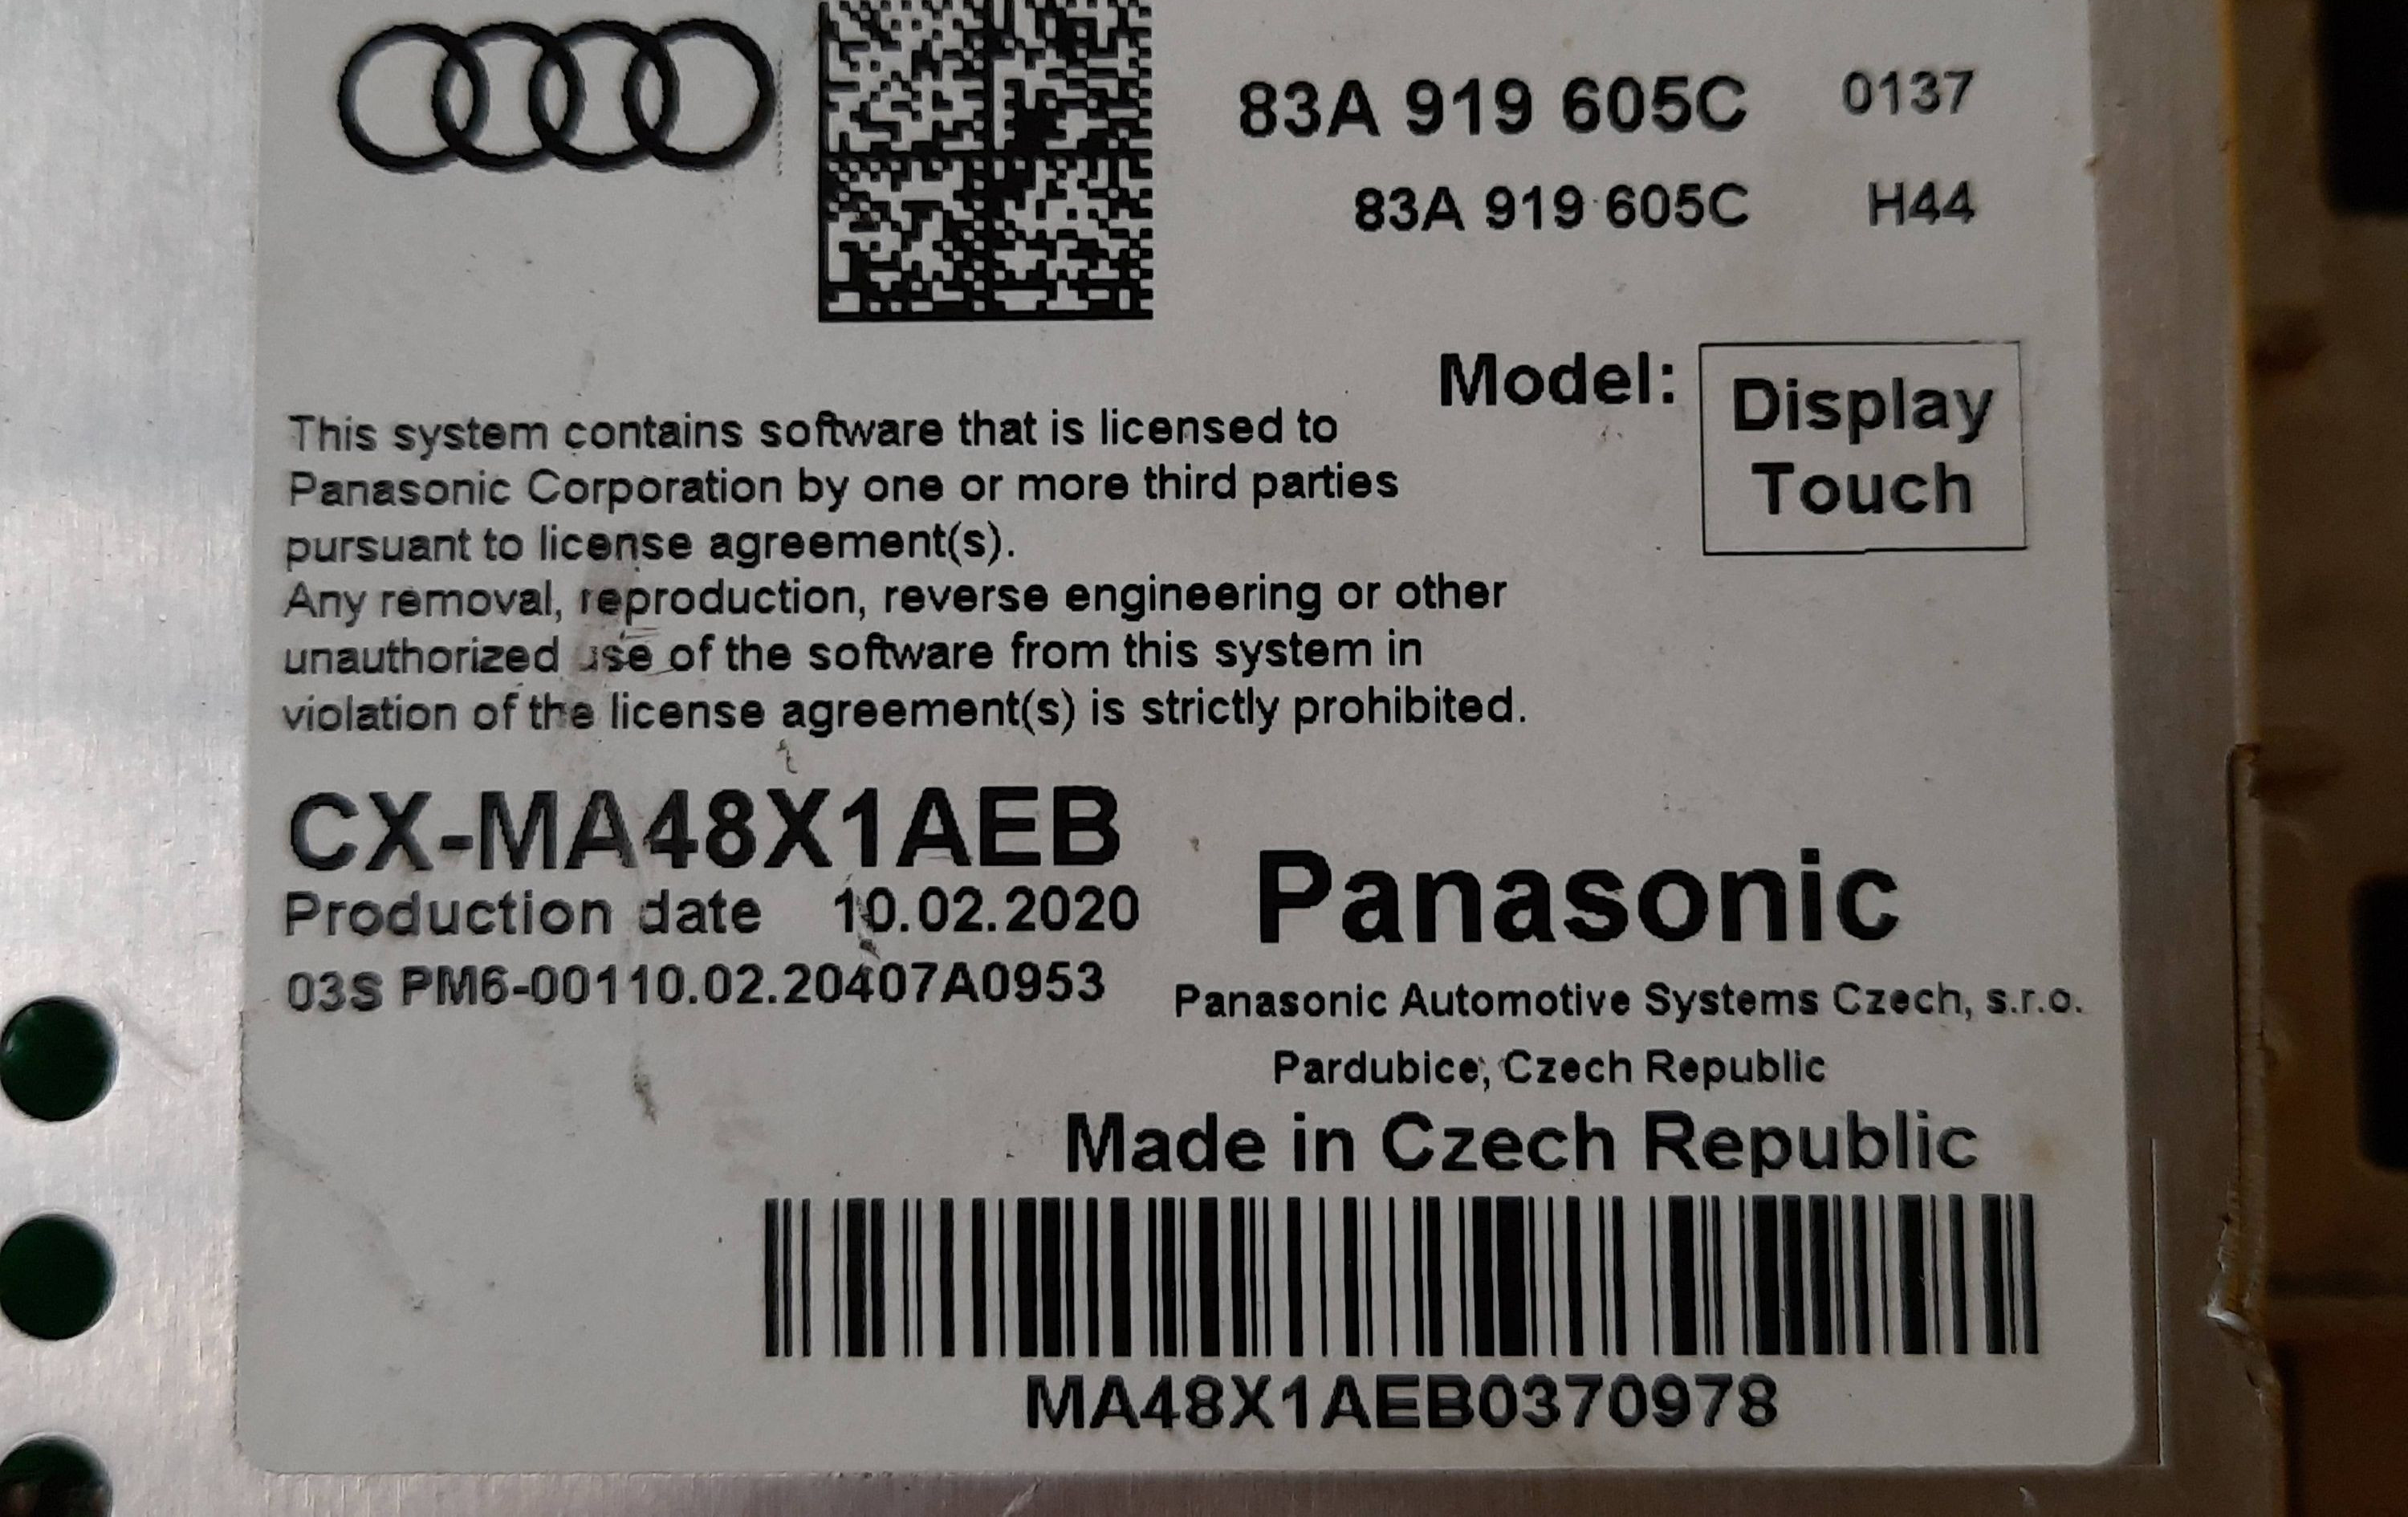 83A 919 605C 0137
83A 919 605C H44
Model: Display Touch
This system contains software that is licensed to
Panasonic Corporation by one or more third parties
pursuant to license agreement(s).
Any removal, reproduction, reverse engineering or other
unauthorized use of the software from this system in
violation of the license agreement(s) is strictly prohibited.
CX-MA48X1AEB
Production date 10.02.2020
03S PM6-00110.02.20407A0953
Panasonic
Panasonic Automotive Systems Czech, s.r.o.
Pardubice, Czech Republic
Made in Czech Republic
MA48X1AEB0370978